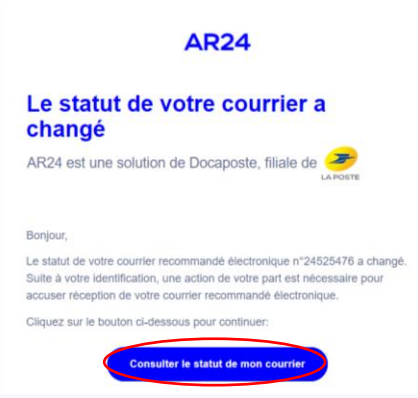 AR24
Le statut de votre courrier a
changé
AR24 est une solution de Docaposte, filiale de
LA POSTE
Bonjour,
Le statut de votre courrier recommandé électronique n°24525476 a changé.
Suite à votre identification, une action de votre part est nécessaire pour
accuser réception de votre courrier recommandé électronique.
Cliquez sur le bouton ci-dessous pour continuer:
Consulter le statut de mon courrier